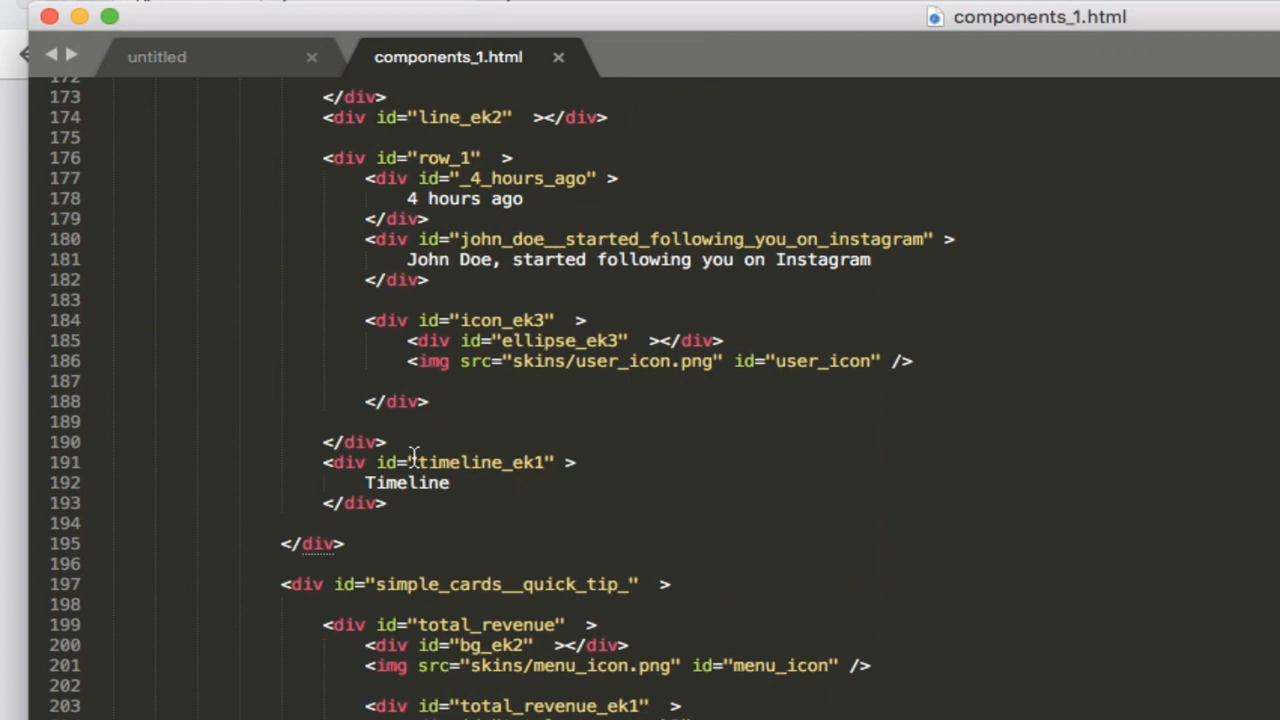 components_1.html
untitled
components_1.html
172
173 </div>
174 <div id="line_ek2"  ></div>
175
176 <div id="row_1"  >
177 <div id="_4_hours_ago" >
178 4 hours ago
179 </div>
180 <div id="john_doe__started_following_you_on_instagram" >
181 John Doe, started following you on Instagram
182 </div>
183
184 <div id="icon_ek3"  >
185 <div id="ellipse_ek3"  ></div>
186 <img src="skins/user_icon.png" id="user_icon" />
187
188 </div>
189
190 </div>
191 <div id="timeline_ek1" >
192 Timeline
193 </div>
194
195 </div>
196
197 <div id="simple_cards__quick_tip_"  >
198
199 <div id="total_revenue"  >
200 <div id="bg_ek2"  ></div>
201 <img src="skins/menu_icon.png" id="menu_icon" />
202
203 <div id="total_revenue_ek1"  >